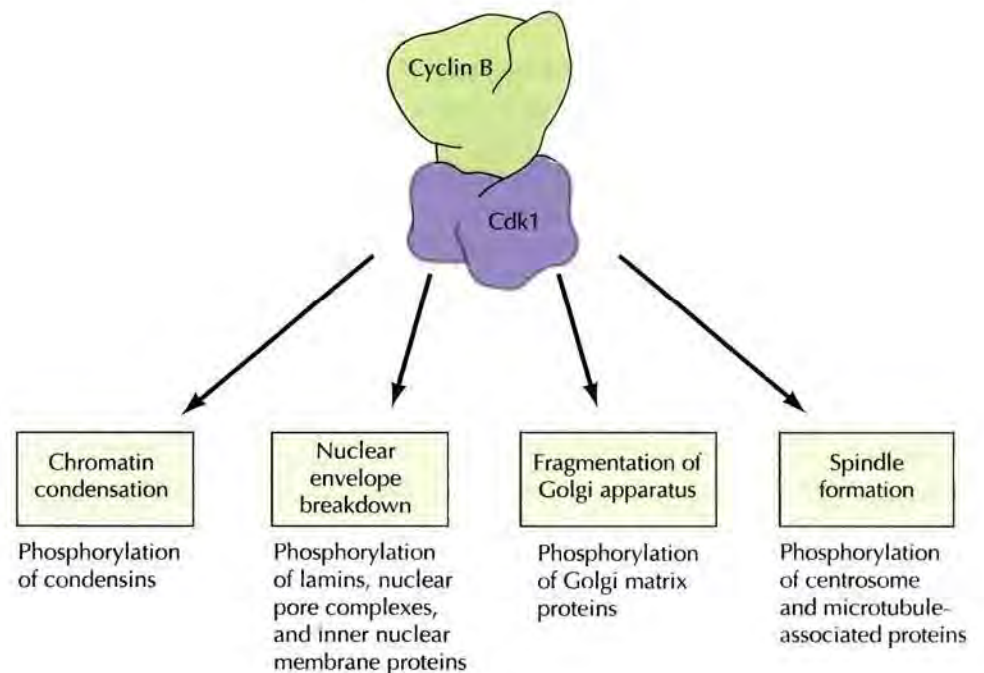 Cyclin B
Cdk1
Chromatin
condensation
Phosphorylation
of condensins
Nuclear
envelope
breakdown
Phosphorylation
of lamins, nuclear
pore complexes,
and inner nuclear
membrane proteins
Fragmentation of
Golgi apparatus
Phosphorylation
of Golgi matrix
proteins
Spindle
formation
Phosphorylation
of centrosome
and microtubule-
associated proteins